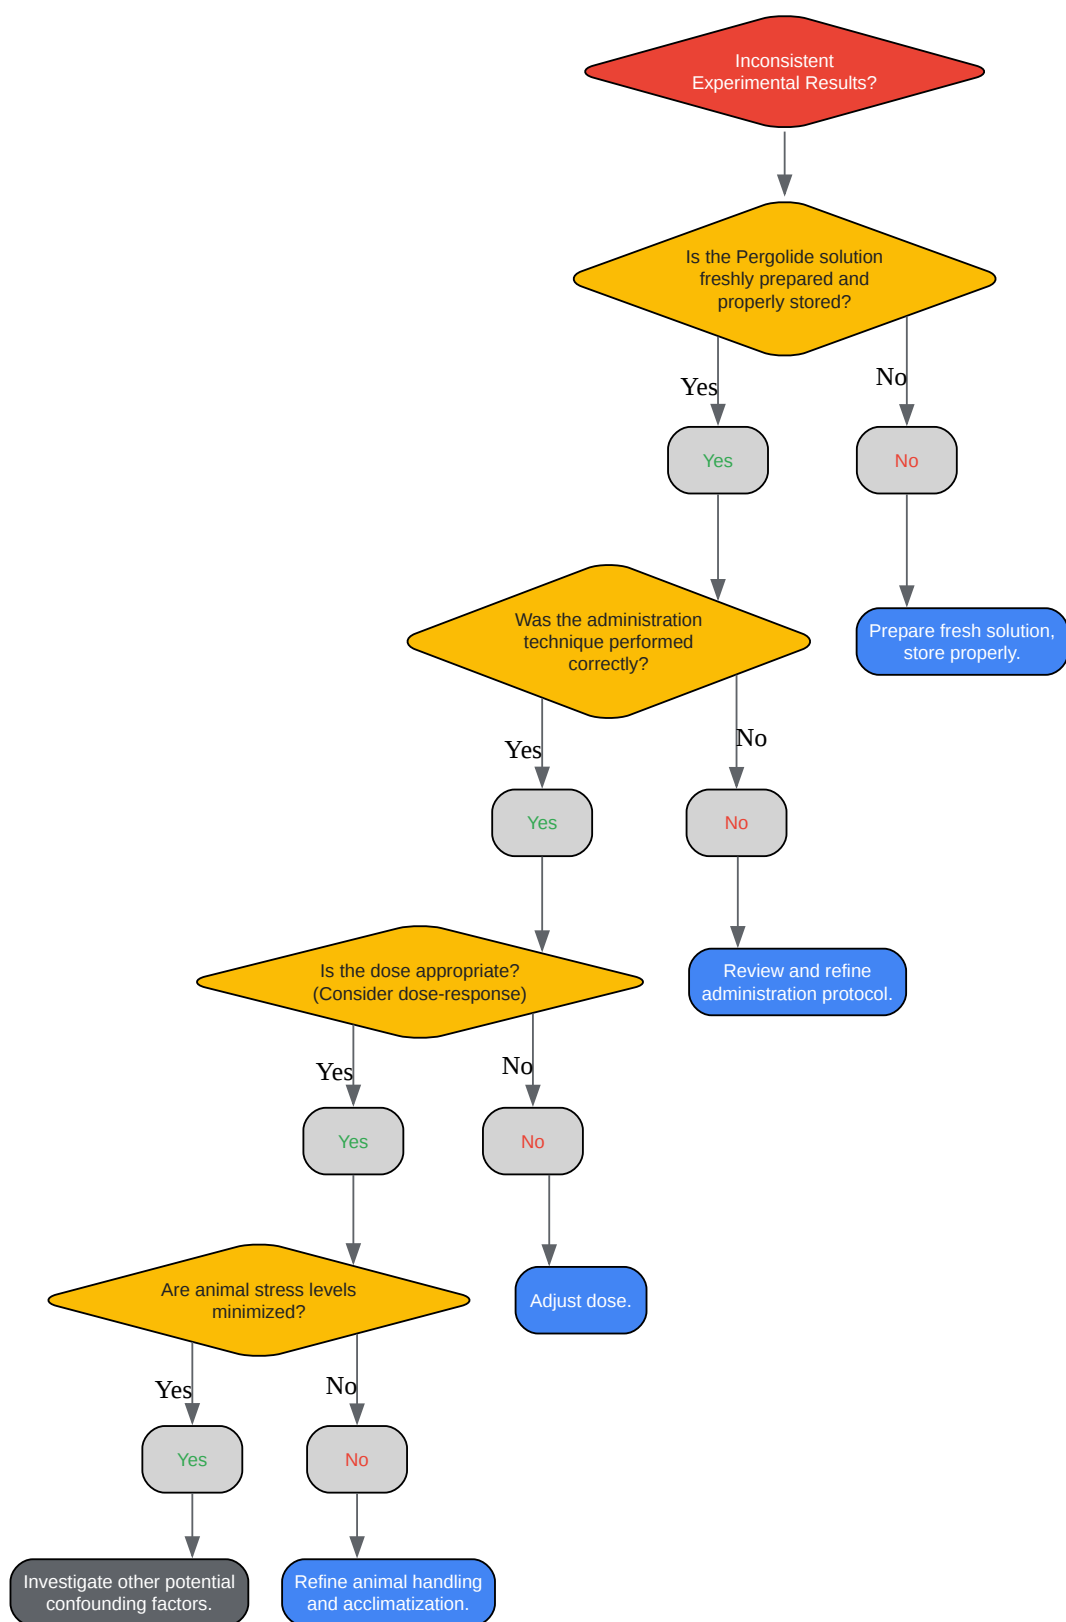 Inconsistent
Experimental Results?
Is the Pergolide solution
freshly prepared and
properly stored?
Yes
No
Yes
No
Was the administration
technique performed
correctly?
Prepare fresh solution,
store properly.
Yes
No
Yes
No
Is the dose appropriate?
(Consider dose-response)
Review and refine
administration protocol.
Yes
No
Yes
No
Are animal stress levels
minimized?
Adjust dose.
Yes
No
Yes
No
Investigate other potential
confounding factors.
Refine animal handling
and acclimatization.